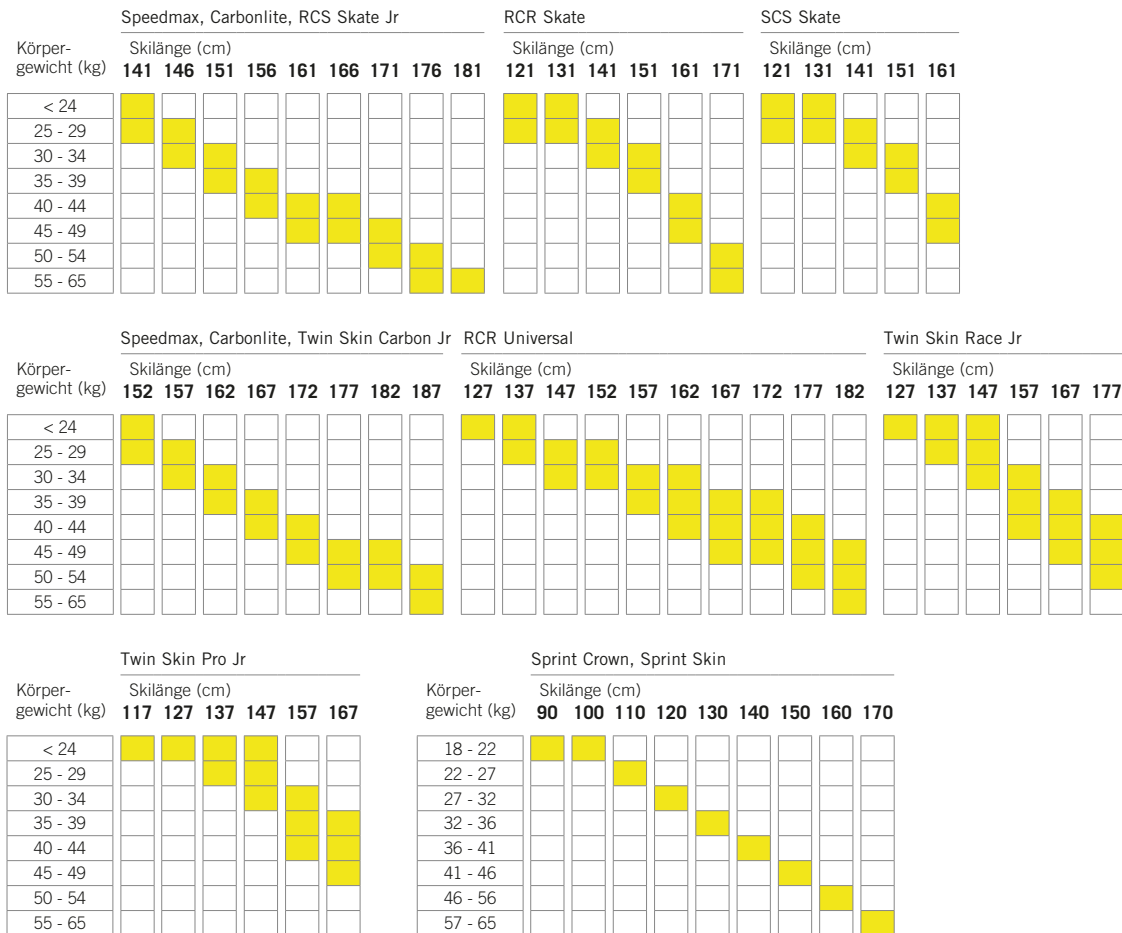 Speedmax, Carbonlite, RCS Skate Jr RCR Skate SCS Skate
Körper- Skilänge (cm) Skilänge (cm) Skilänge (cm)
gewicht (kg) 141 146 151 156 161 166 171 176 181 121 131 141 151 161 171 121 131 141 151 161
< 24
25 - 29
30 - 34
35 - 39
40 - 44
45 - 49
50 - 54
55 - 65
Speedmax, Carbonlite, Twin Skin Carbon Jr RCR Universal Twin Skin Race Jr
Körper- Skilänge (cm) Skilänge (cm) Skilänge (cm)
gewicht (kg) 152 157 162 167 172 177 182 187 127 137 147 152 157 162 167 172 177 182 127 137 147 157 167 177
< 24
25 - 29
30 - 34
35 - 39
40 - 44
45 - 49
50 - 54
55 - 65
Twin Skin Pro Jr Sprint Crown, Sprint Skin
Körper- Skilänge (cm) Körper- Skilänge (cm)
gewicht (kg) 117 127 137 147 157 167 gewicht (kg) 90 100 110 120 130 140 150 160 170
< 24 18 - 22
25 - 29 22 - 27
30 - 34 27 - 32
35 - 39 32 - 36
40 - 44 36 - 41
45 - 49 41 - 46
50 - 54 46 - 56
55 - 65 57 - 65